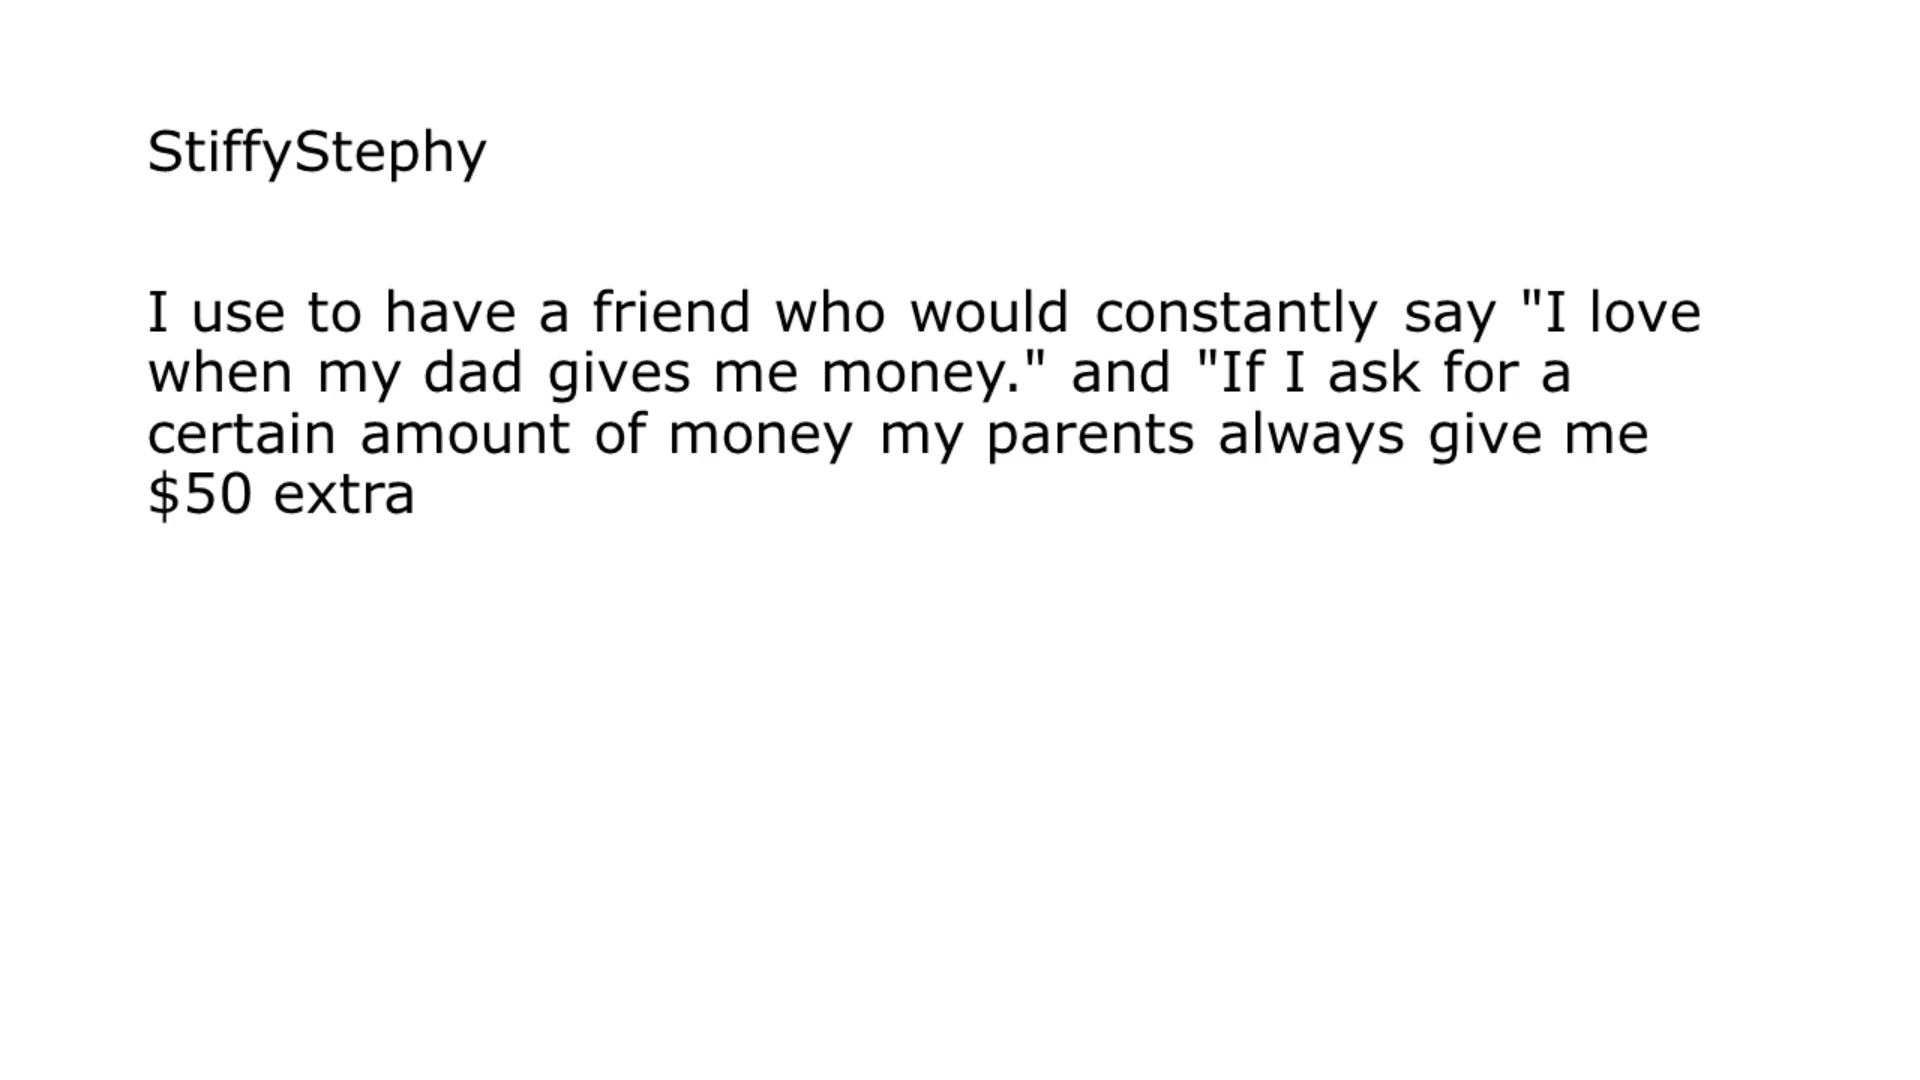 StiffyStephy
I use to have a friend who would constantly say "I love
when my dad gives me money." and "If I ask for a
certain amount of money my parents always give me
$50 extra